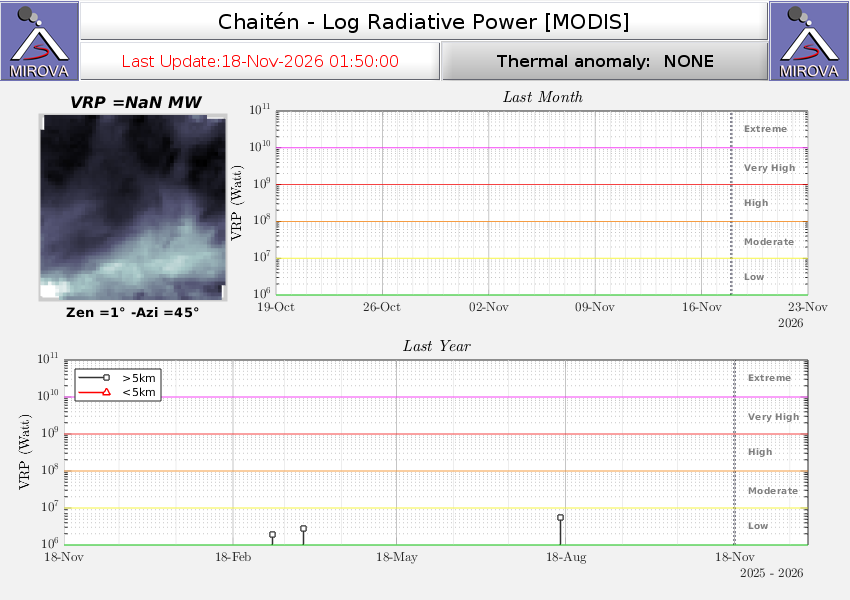 Chaitén - Log Radiative Power [MODIS]
MIROVA
Last Update:18-Nov-2026 01:50:00
Thermal anomaly: NONE
MIROVA
VRP =NaN MW
Zen =1° -Azi =45°
Last Month
VRP (Watt)
10^11
10^10
10^9
10^8
10^7
10^6
Extreme
Very High
High
Moderate
Low
19-Oct 26-Oct 02-Nov 09-Nov 16-Nov 23-Nov
2026
Last Year
VRP (Watt)
10^11
10^10
10^9
10^8
10^7
10^6
>5km
<5km
Extreme
Very High
High
Moderate
Low
18-Nov 18-Feb 18-May 18-Aug 18-Nov
2025 - 2026